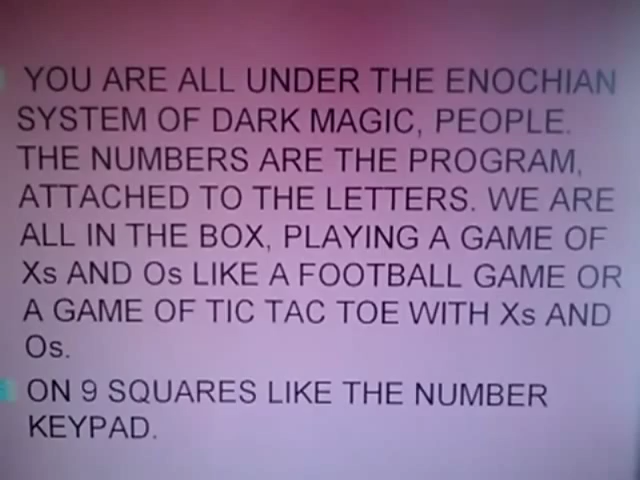 YOU ARE ALL UNDER THE ENOCHIAN
SYSTEM OF DARK MAGIC, PEOPLE.
THE NUMBERS ARE THE PROGRAM,
ATTACHED TO THE LETTERS. WE ARE
ALL IN THE BOX, PLAYING A GAME OF
Xs AND Os LIKE A FOOTBALL GAME OR
A GAME OF TIC TAC TOE WITH Xs AND
Os.
ON 9 SQUARES LIKE THE NUMBER
KEYPAD.